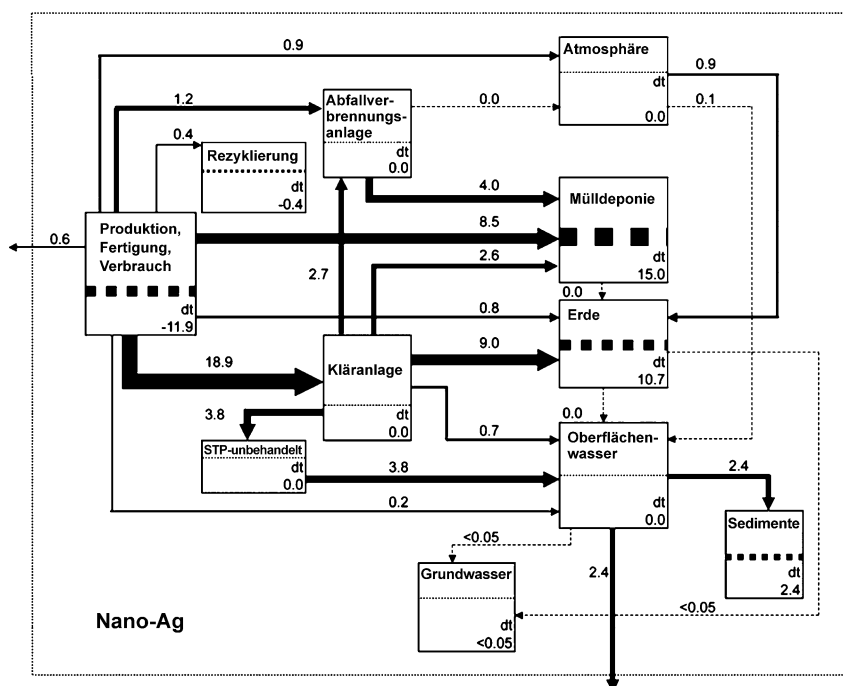 0.9
Atmosphäre
0.9
dt
0.0
1.2
Abfallver-
brennungs-
anlage
dt
0.0
0.0
0.1
0.4
Rezyklierung
dt
-0.4
4.0
Mülldeponie
dt
15.0
Produktion,
Fertigung,
Verbrauch
dt
-11.9
0.6
8.5
2.6
2.7
0.0
0.8
Erde
dt
10.7
18.9
Kläranlage
dt
0.0
9.0
0.0
3.8
0.7
Oberflächen-
wasser
dt
0.0
STP-unbehandelt
dt
0.0
3.8
2.4
0.2
Sedimente
dt
2.4
<0.05
2.4
Grundwasser
dt
<0.05
<0.05
Nano-Ag